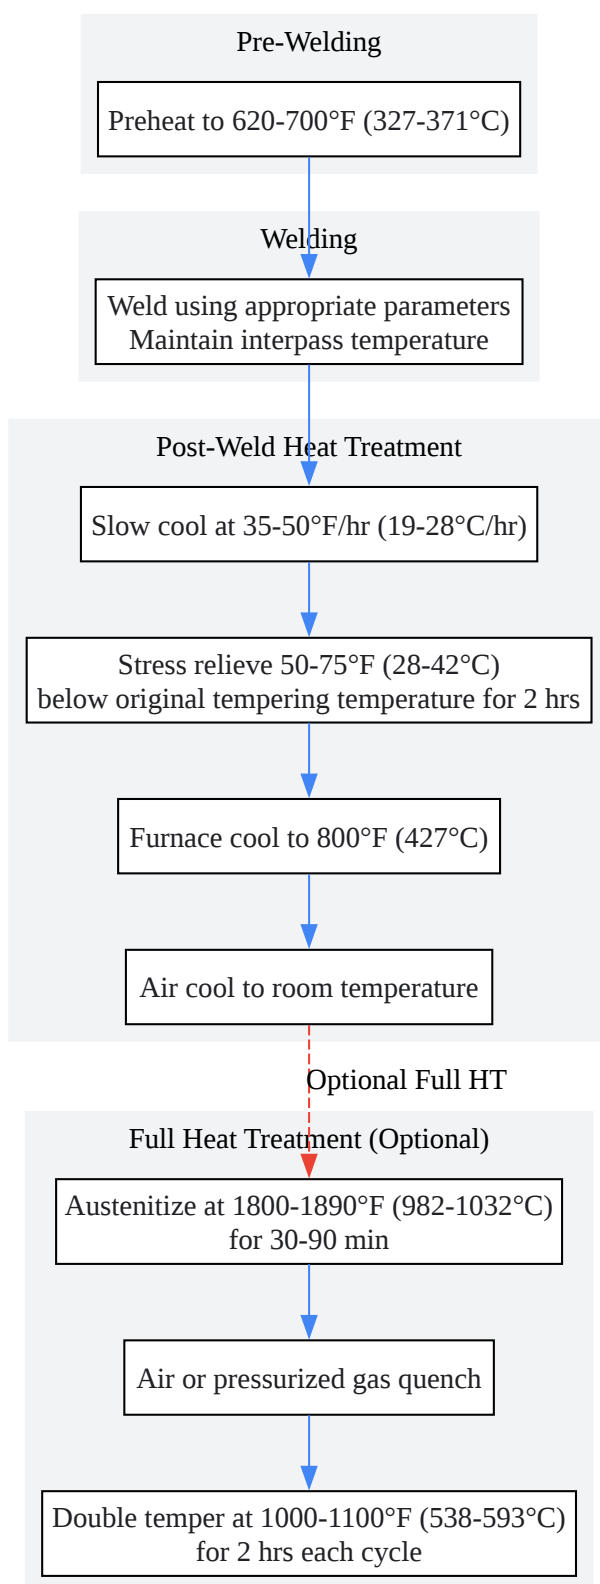 Pre-Welding
Preheat to 620-700°F (327-371°C)
Welding
Weld using appropriate parameters
Maintain interpass temperature
Post-Weld Heat Treatment
Slow cool at 35-50°F/hr (19-28°C/hr)
Stress relieve 50-75°F (28-42°C)
below original tempering temperature for 2 hrs
Furnace cool to 800°F (427°C)
Air cool to room temperature
Optional Full HT
Full Heat Treatment (Optional)
Austenitize at 1800-1890°F (982-1032°C)
for 30-90 min
Air or pressurized gas quench
Double temper at 1000-1100°F (538-593°C)
for 2 hrs each cycle